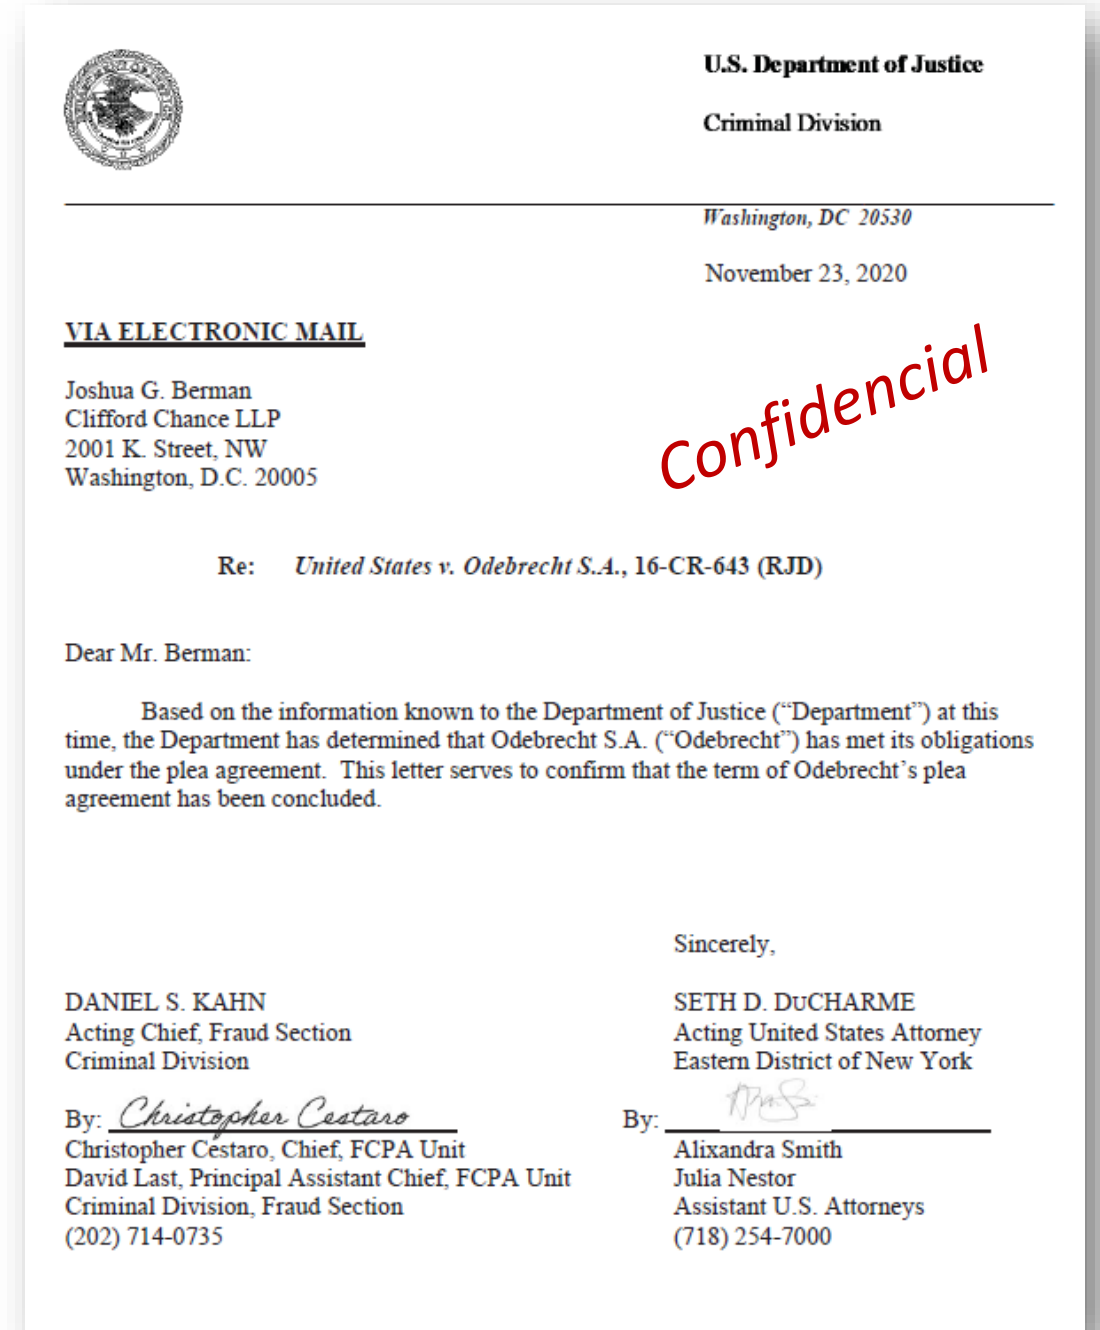 U.S. Department of Justice
Criminal Division
Washington, DC 20530
November 23, 2020
VIA ELECTRONIC MAIL
Joshua G. Berman
Clifford Chance LLP
2001 K. Street, NW
Washington, D.C. 20005
Confidencial
Re: United States v. Odebrecht S.A., 16-CR-643 (RJD)
Dear Mr. Berman:
Based on the information known to the Department of Justice (“Department”) at this
time, the Department has determined that Odebrecht S.A. (“Odebrecht”) has met its obligations
under the plea agreement. This letter serves to confirm that the term of Odebrecht’s plea
agreement has been concluded.
Sincerely,
DANIEL S. KAHN
Acting Chief, Fraud Section
Criminal Division
By: Christopher Cestaro
Christopher Cestaro, Chief, FCPA Unit
David Last, Principal Assistant Chief, FCPA Unit
Criminal Division, Fraud Section
(202) 714-0735
SETH D. DUCHARME
Acting United States Attorney
Eastern District of New York
By:
Alixandra Smith
Julia Nestor
Assistant U.S. Attorneys
(718) 254-7000